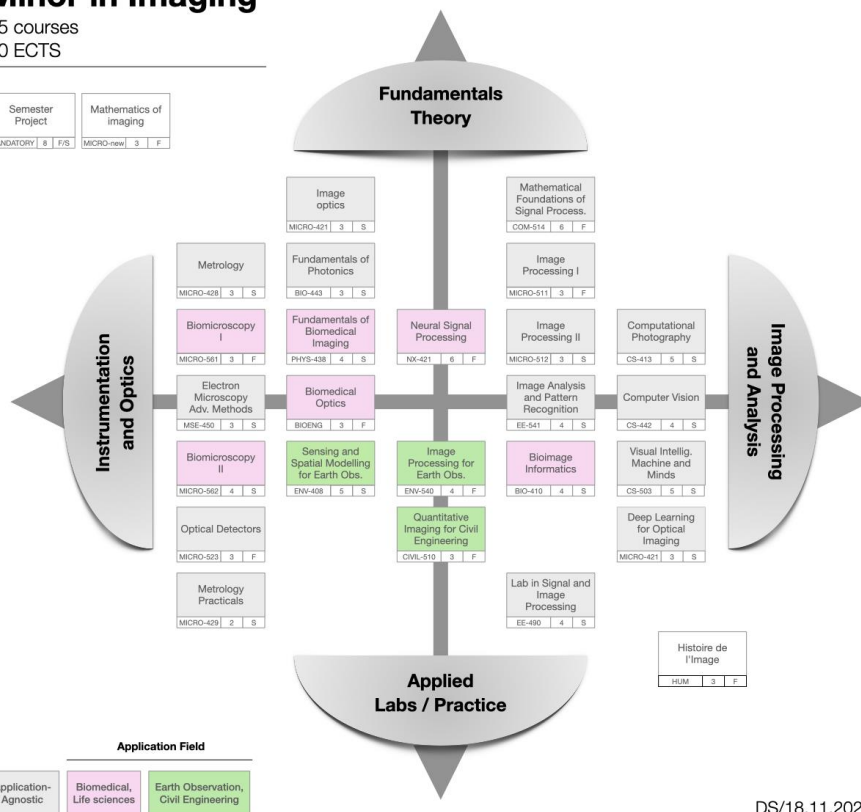 Minor in Imaging
5 courses
0 ECTS
Fundamentals
Theory
Semester
Project
NDATORY 8 F/S
Mathematics of
imaging
MICRO-new 3 F
Image
optics
MICRO-421 3 S
Mathematical
Foundations of
Signal Process.
COM-514 6 F
Metrology
MICRO-428 3 S
Fundamentals of
Photonics
BIO-443 3 S
Image
Processing I
MICRO-511 3 F
Biomicroscopy
I
MICRO-561 3 F
Fundamentals of
Biomedical
Imaging
PHYS-438 4 S
Neural Signal
Processing
NX-421 6 F
Image
Processing II
MICRO-512 3 S
Computational
Photography
CS-413 5 S
Instrumentation
and Optics
Electron
Microscopy
Adv. Methods
MSE-450 3 S
Biomedical
Optics
BIOENG 3 F
Image Analysis
and Pattern
Recognition
EE-541 4 S
Computer Vision
CS-442 4 S
Image Processing
and Analysis
Biomicroscopy
II
MICRO-562 4 S
Sensing and
Spatial Modelling
for Earth Obs.
ENV-408 5 S
Image
Processing for
Earth Obs.
ENV-540 4 F
Bioimage
Informatics
BIO-410 4 S
Visual Intellig.
Machine and
Minds
CS-503 5 S
Optical Detectors
MICRO-523 3 F
Quantitative
Imaging for Civil
Engineering
CIVIL-510 3 F
Deep Learning
for Optical
Imaging
MICRO-421 3 S
Metrology
Practicals
MICRO-429 2 S
Lab in Signal and
Image
Processing
EE-490 4 S
Histoire de
l'Image
HUM 3 F
Applied
Labs / Practice
Application Field
pplication-
Agnostic
Biomedical,
Life sciences
Earth Observation,
Civil Engineering
DS/18.11.202